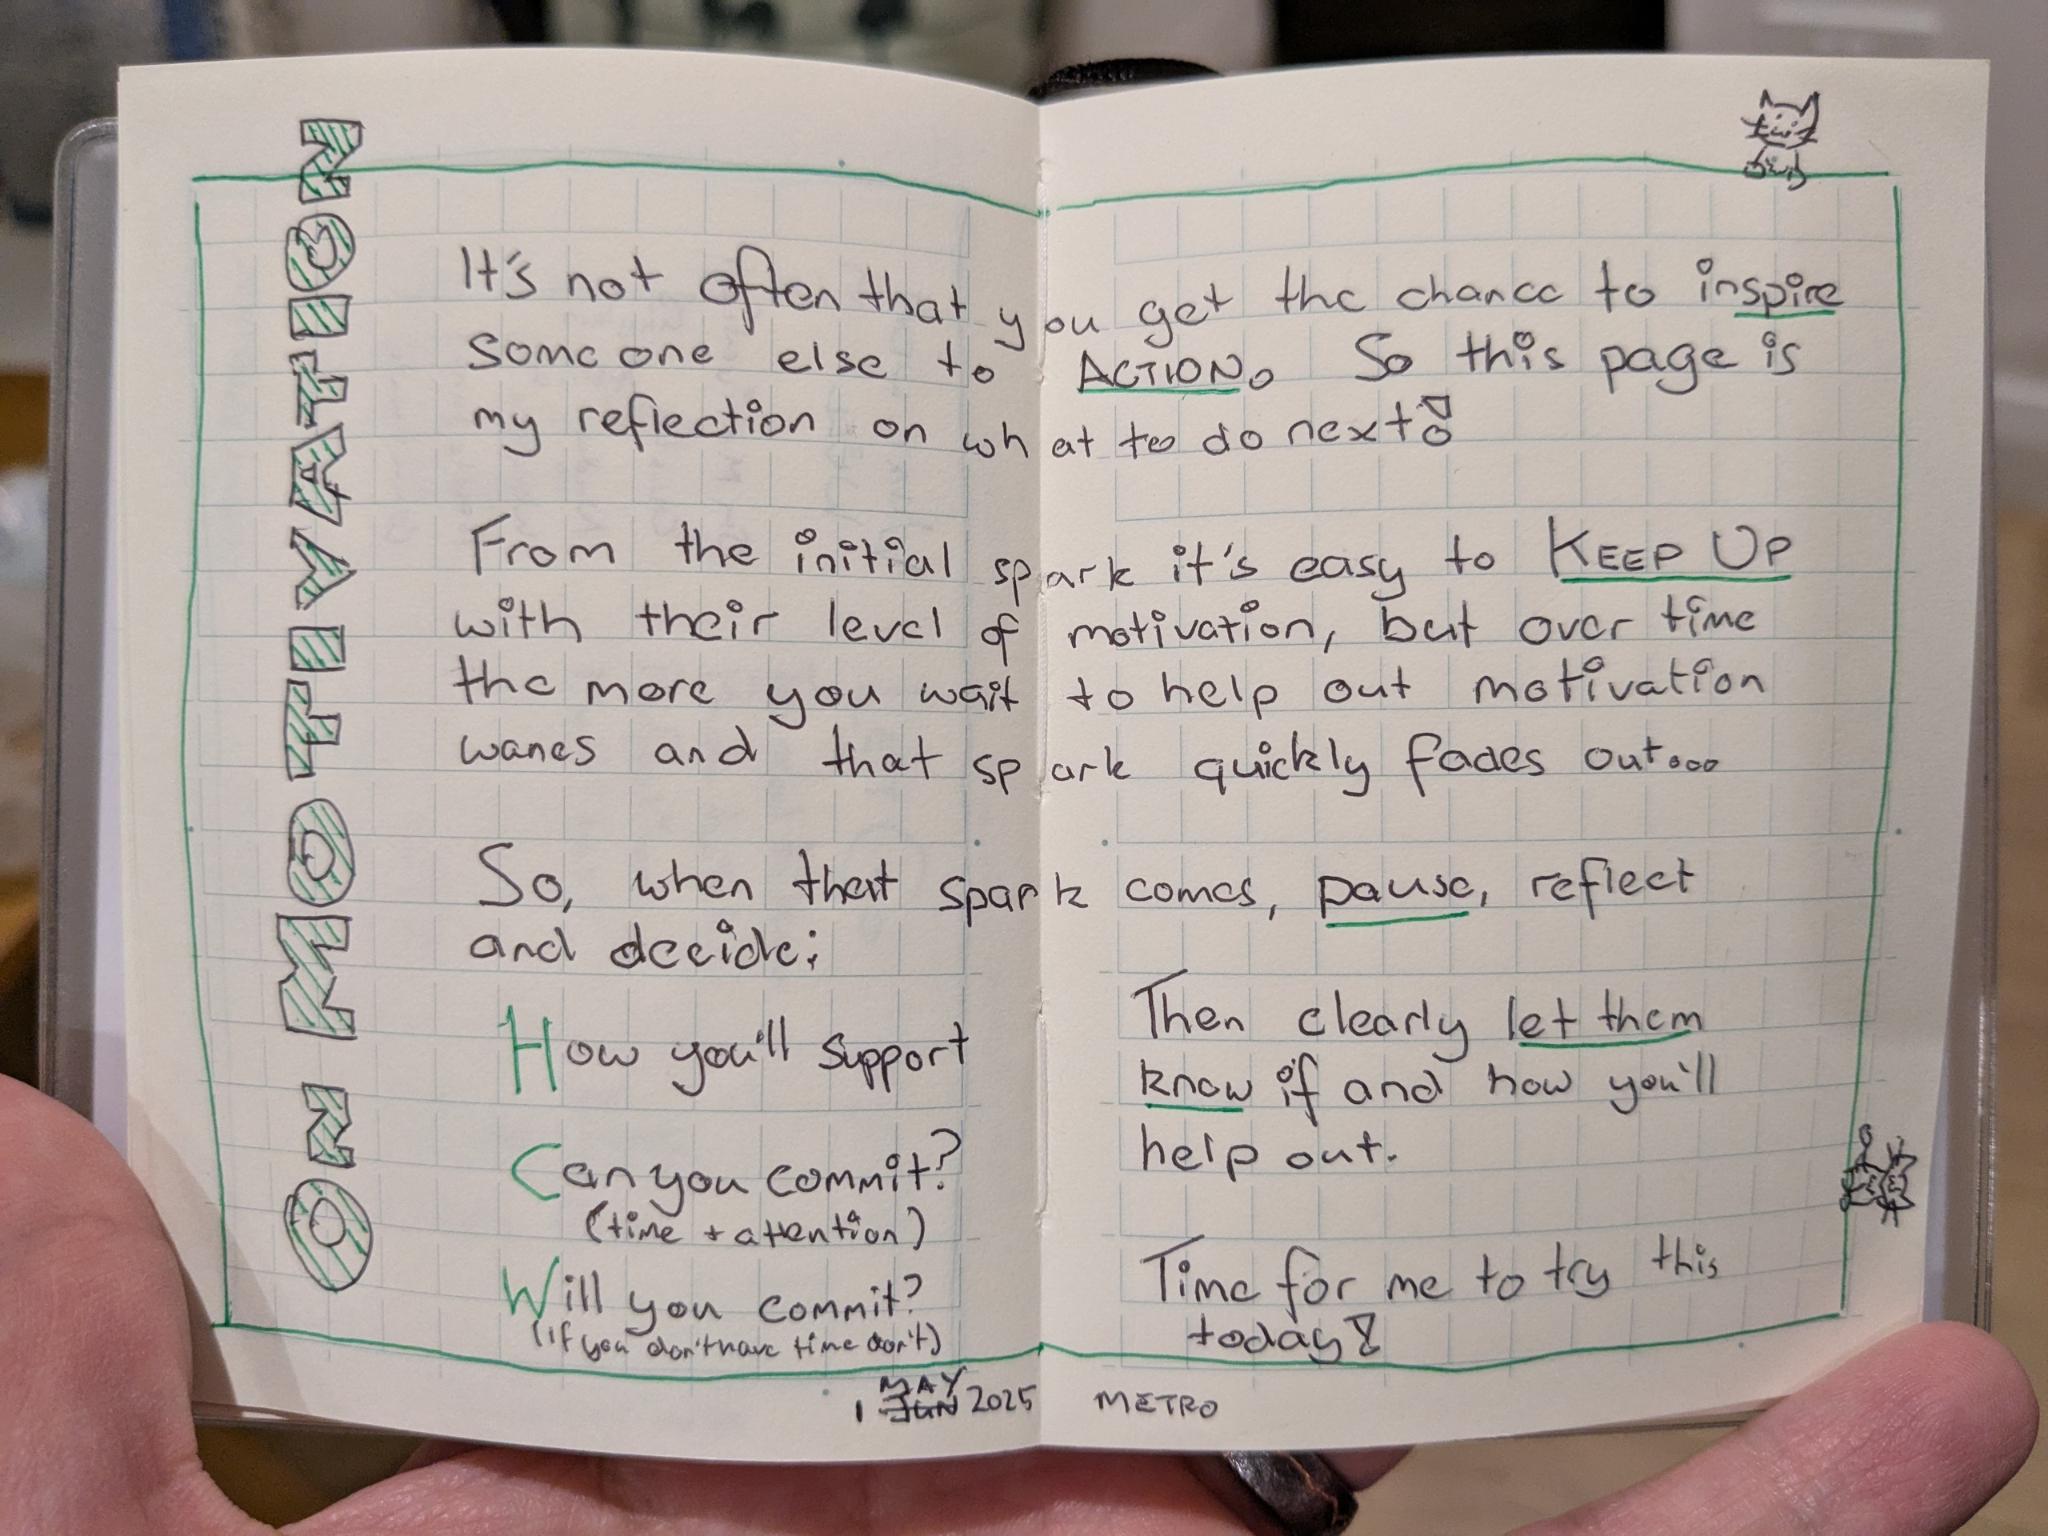 ON MOTIVATION
It's not often that you get the chance to inspire
someone else to ACTION. So this page is
my reflection on what to do next!
From the initial spark it's easy to KEEP UP
with their level of motivation, but over time
the more you wait to help out motivation
wanes and that spark quickly fades out...
So, when that spark comes, pause, reflect
and decide:
How you'll support
Can you commit?
(time + attention)
Will you commit?
(if you don't have time don't)
Then clearly let them
know if and how you'll
help out.
Time for me to try this
today!
1 MAY JUN 2025 METRO